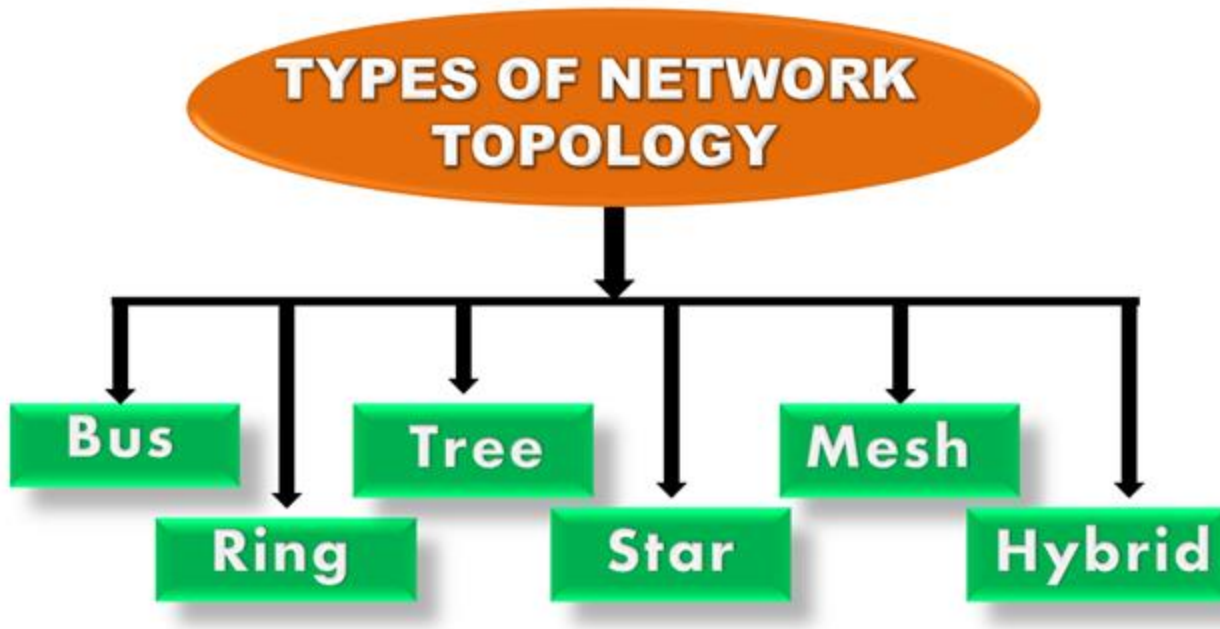 TYPES OF NETWORK
TOPOLOGY
Bus
Ring
Tree
Star
Mesh
Hybrid